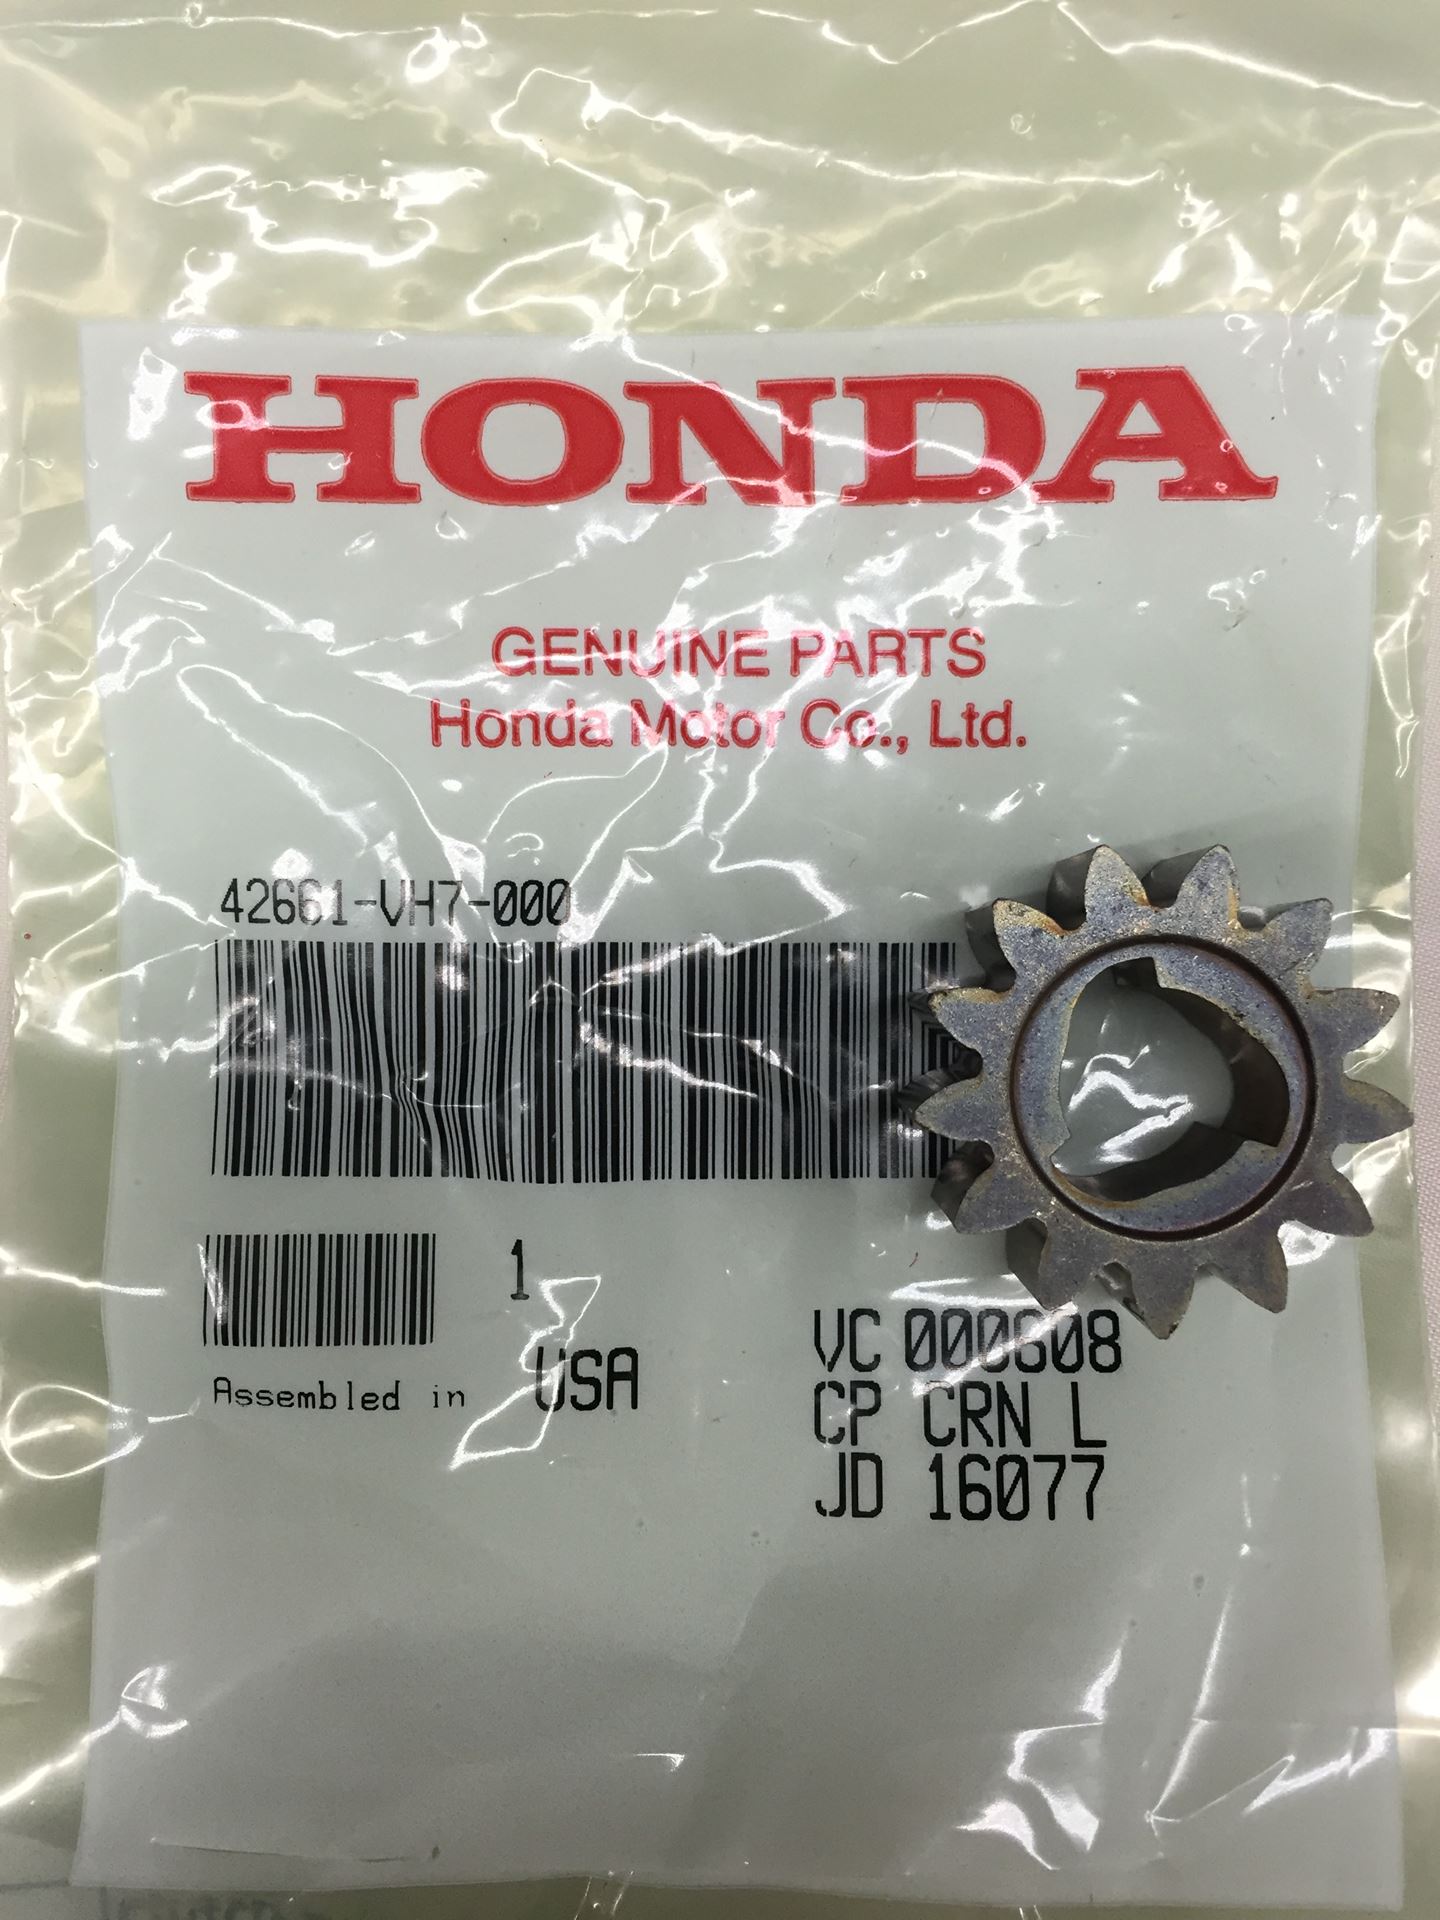 HONDA
GENUINE PARTS
Honda Motor Co., Ltd.
42661-VH7-000
1
Assembled in USA
VC 000608
CP CRN L
JD 16077